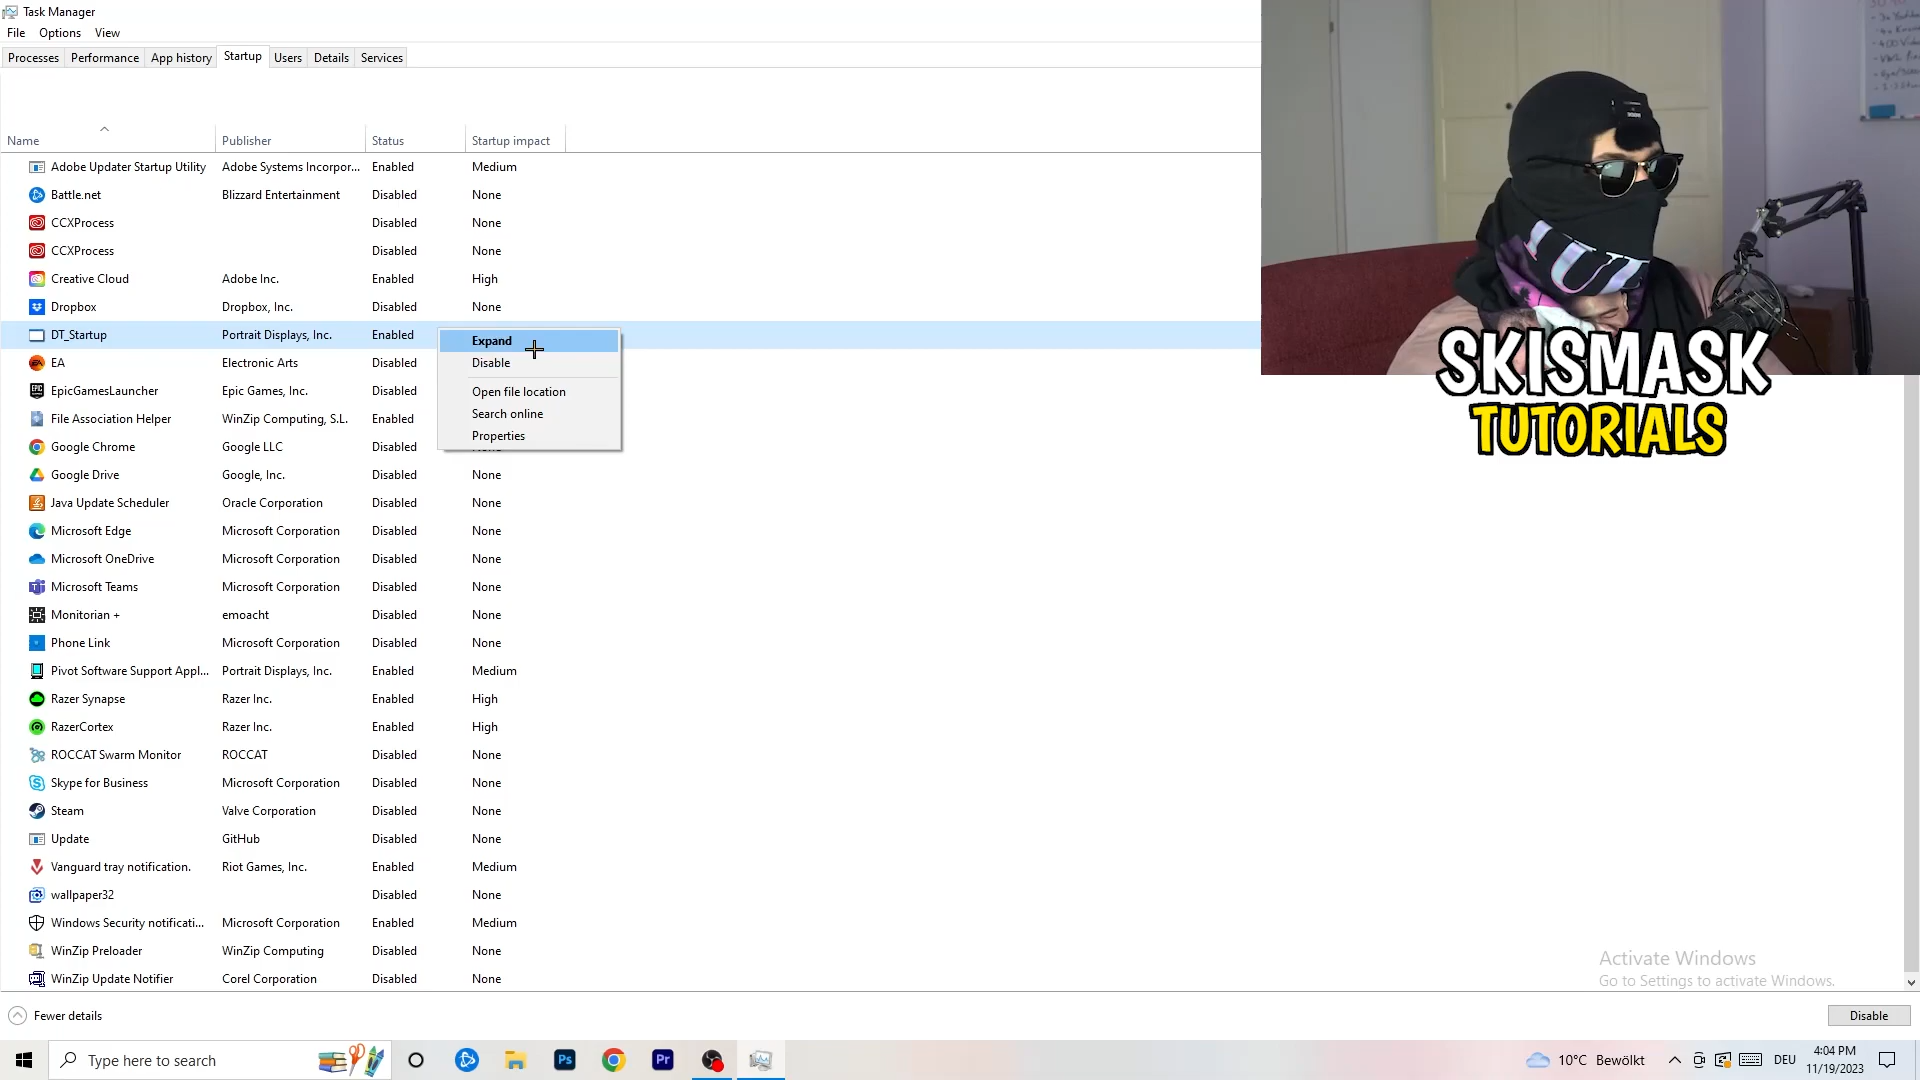 Task Manager
File Options View
Processes Performance App history Startup Users Details Services
Name Publisher Status Startup impact
Adobe Updater Startup Utility Adobe Systems Incorpor... Enabled Medium
Battle.net Blizzard Entertainment Disabled None
CCXProcess Disabled None
CCXProcess Disabled None
Creative Cloud Adobe Inc. Enabled High
Dropbox Dropbox, Inc. Disabled None
DT_Startup Portrait Displays, Inc. Enabled
EA Electronic Arts Disabled
EpicGamesLauncher Epic Games, Inc. Disabled
File Association Helper WinZip Computing, S.L. Enabled
Google Chrome Google LLC Disabled
Google Drive Google, Inc. Disabled None
Java Update Scheduler Oracle Corporation Disabled None
Microsoft Edge Microsoft Corporation Disabled None
Microsoft OneDrive Microsoft Corporation Disabled None
Microsoft Teams Microsoft Corporation Disabled None
Monitorian + emoacht Disabled None
Phone Link Microsoft Corporation Disabled None
Pivot Software Support Appl... Portrait Displays, Inc. Enabled Medium
Razer Synapse Razer Inc. Enabled High
RazerCortex Razer Inc. Enabled High
ROCCAT Swarm Monitor ROCCAT Disabled None
Skype for Business Microsoft Corporation Disabled None
Steam Valve Corporation Disabled None
Update GitHub Disabled None
Vanguard tray notification. Riot Games, Inc. Enabled Medium
wallpaper32 Disabled None
Windows Security notificati... Microsoft Corporation Enabled Medium
WinZip Preloader WinZip Computing Disabled None
WinZip Update Notifier Corel Corporation Disabled None
Expand
Disable
Open file location
Search online
Properties
SKISMASK
TUTORIALS
Activate Windows
Go to Settings to activate Windows.
Fewer details
Disable
Type here to search
Ps
Pr
10°C Bewölkt
DEU
4:04 PM
11/19/2023